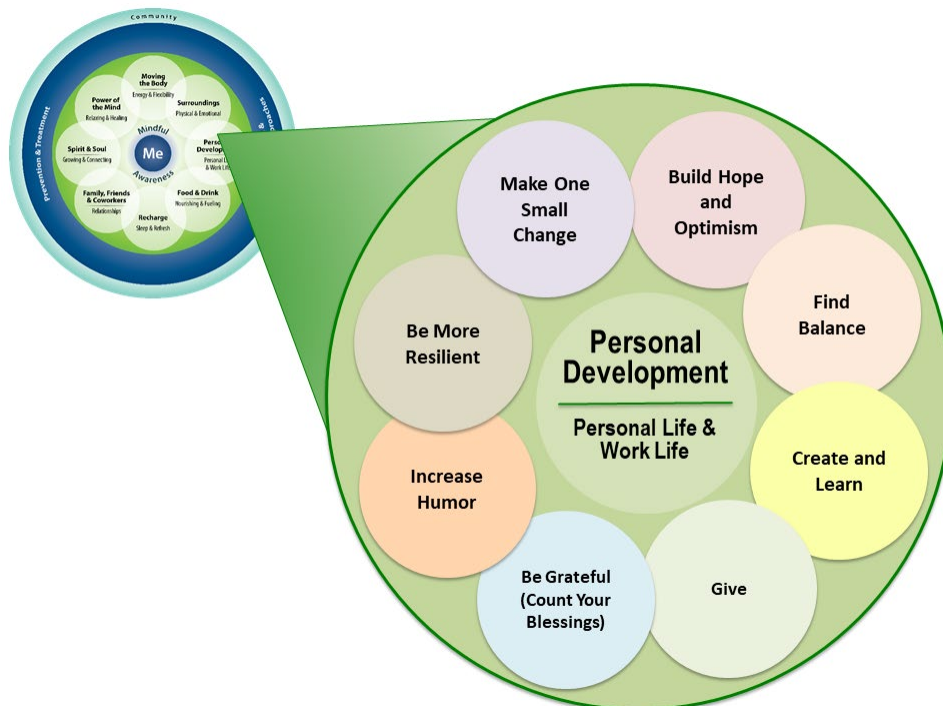 Community
Prevention & Treatment
Moving
the Body
Energy & Flexibility
Surroundings
Physical & Emotional
Food & Drink
Nourishing & Fueling
Recharge
Sleep & Refresh
Family, Friends
& Coworkers
Relationships
Spirit & Soul
Growing & Connecting
Power of
the Mind
Relaxing & Healing
Mindful
Me
Awareness
& Work Life
Make One
Small
Change
Build Hope
and
Optimism
Find
Balance
Create and
Learn
Give
Be Grateful
(Count Your
Blessings)
Increase
Humor
Be More
Resilient
Personal
Development
Personal Life &
Work Life